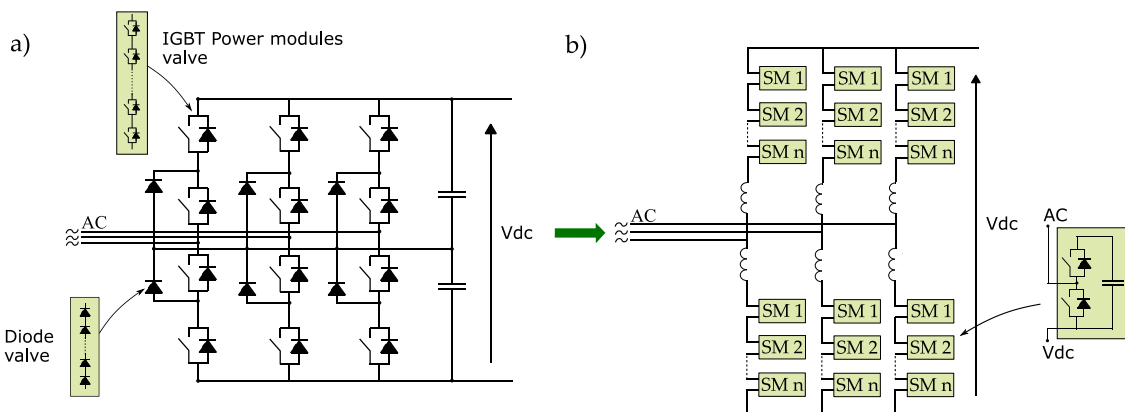 a)
IGBT Power modules
valve
≈ AC
≈
≈
Vdc
Diode
valve
b)
SM 1 SM 1 SM 1
SM 2 SM 2 SM 2
SM n SM n SM n
≈ AC
≈
≈
Vdc
SM 1 SM 1 SM 1
SM 2 SM 2 SM 2
SM n SM n SM n
AC
Vdc